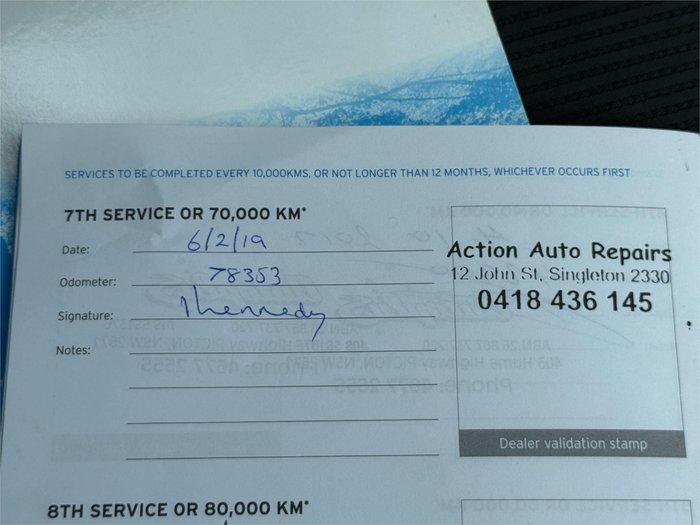 SERVICES TO BE COMPLETED EVERY 10,000KMS, OR NOT LONGER THAN 12 MONTHS, WHICHEVER OCCURS FIRST
7TH SERVICE OR 70,000 KM*
Date: 6/2/19
Odometer: 78353
Signature:
Notes:
Action Auto Repairs
12 John St, Singleton 2330
0418 436 145
Dealer validation stamp
8TH SERVICE OR 80,000 KM*